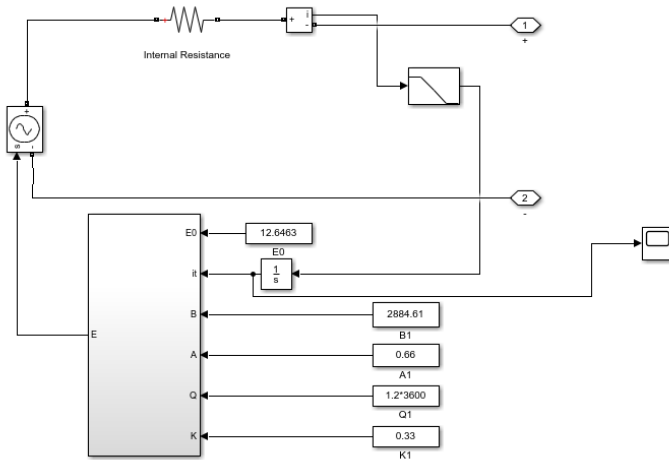 +
i
-
1
+
Internal Resistance
+
-
s
2
-
E0
12.6463
E0
it
1
s
B
2884.61
B1
E
A
0.66
A1
Q
1.2*3600
Q1
K
0.33
K1